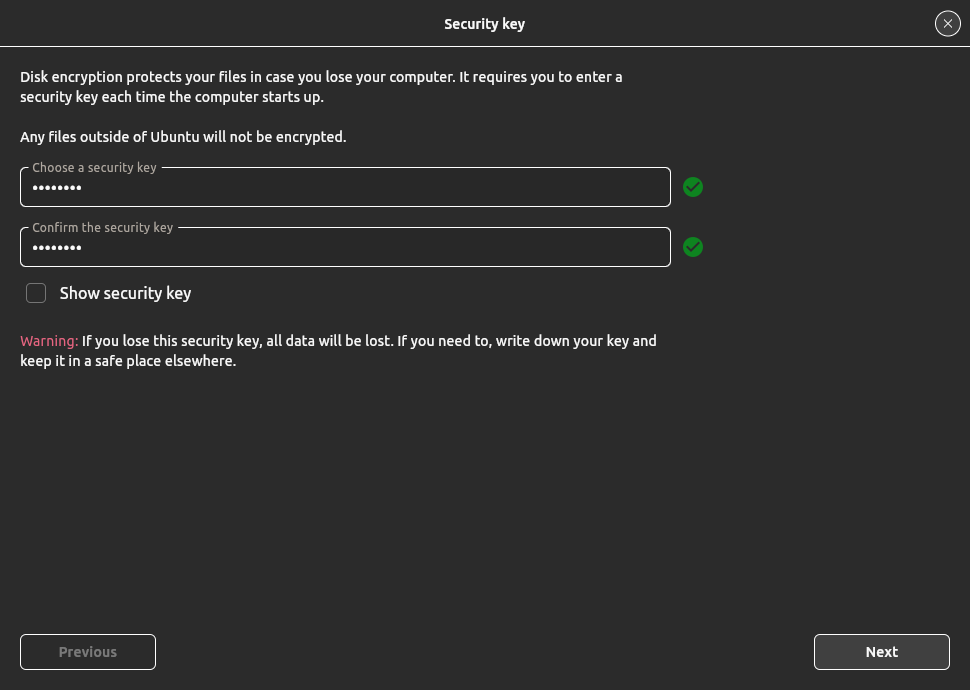 Security key
Disk encryption protects your files in case you lose your computer. It requires you to enter a
security key each time the computer starts up.
Any files outside of Ubuntu will not be encrypted.
Choose a security key
••••••••
Confirm the security key
••••••••
Show security key
Warning: If you lose this security key, all data will be lost. If you need to, write down your key and
keep it in a safe place elsewhere.
Previous
Next